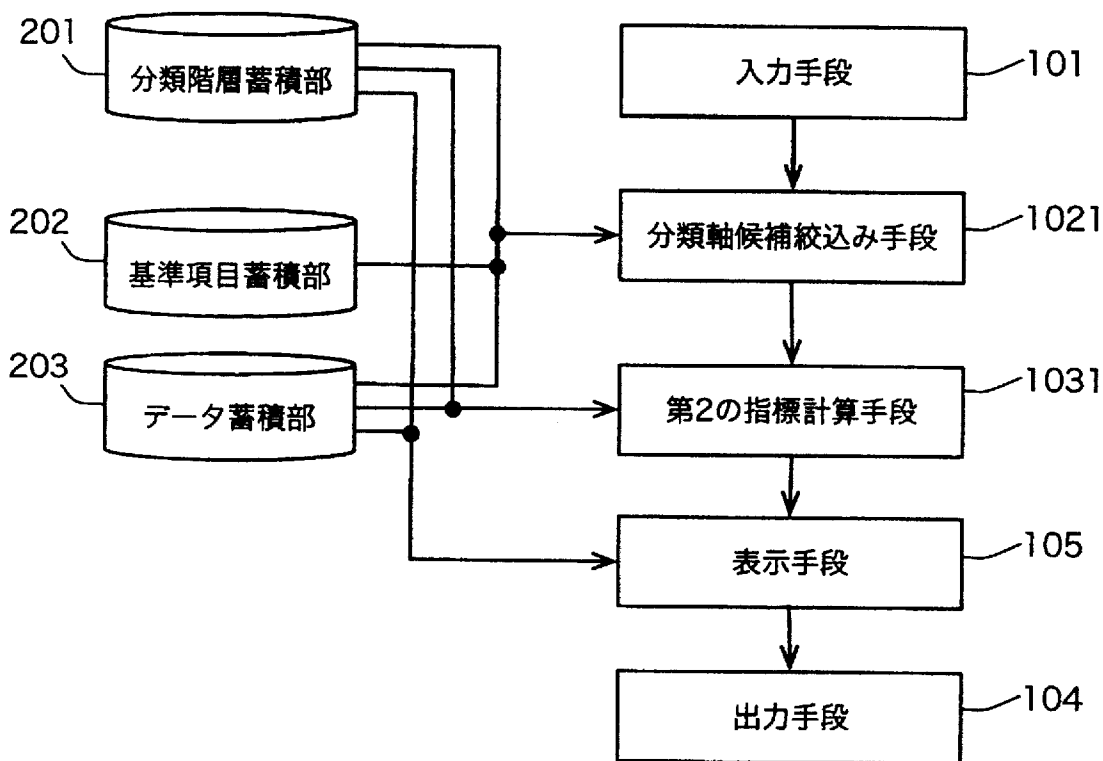 201
分類階層蓄積部
202
基準項目蓄積部
203
データ蓄積部
入力手段
101
分類軸候補絞込み手段
1021
第2の指標計算手段
1031
表示手段
105
出力手段
104